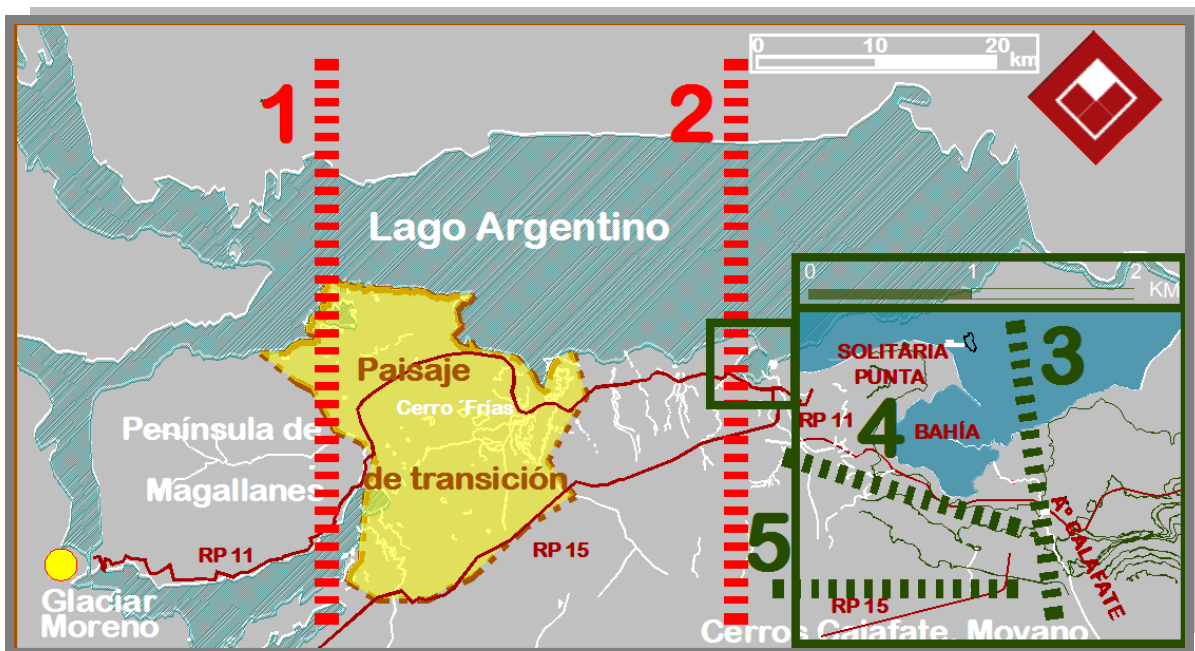 0 10 20
km
1
2
Lago Argentino
0 1 2
KM
3
SOLITARIA
PUNTA
Paisaje
Cerro Frías
RP 11
4
BAHÍA
Península de
Magallanes
de transición
Aº CALAFATE
5
RP 11
RP 15
RP 15
Glaciar
Moreno
Cerros Calafate, Moyano